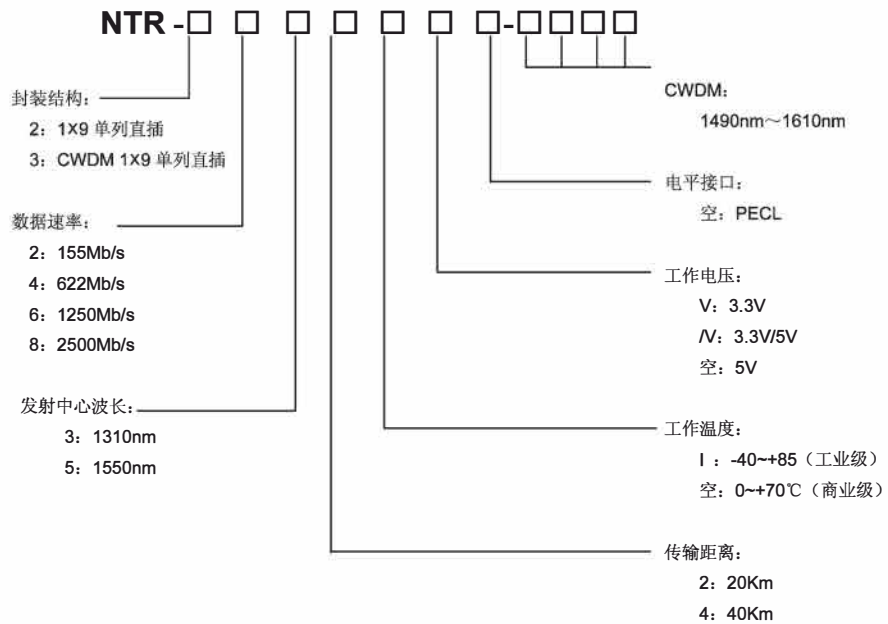 NTR -□ □ □ □ □ □ □-□□□□
封装结构：
2：1X9 单列直插
3：CWDM 1X9 单列直插
数据速率：
2：155Mb/s
4：622Mb/s
6：1250Mb/s
8：2500Mb/s
发射中心波长：
3：1310nm
5：1550nm
CWDM：
1490nm～1610nm
电平接口：
空：PECL
工作电压：
V：3.3V
/V：3.3V/5V
空：5V
工作温度：
I ：-40~+85（工业级）
空：0~+70℃（商业级）
传输距离：
2：20Km
4：40Km